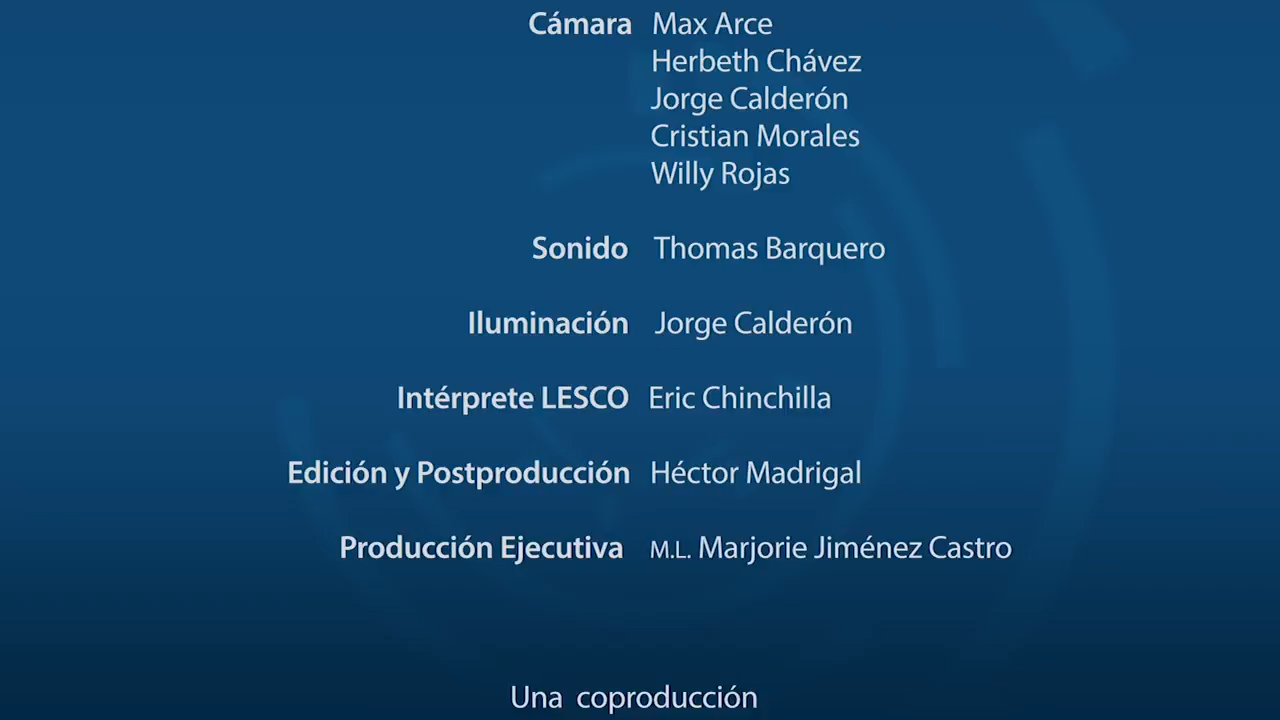 Cámara Max Arce
Herbeth Chávez
Jorge Calderón
Cristian Morales
Willy Rojas
Sonido Thomas Barquero
Iluminación Jorge Calderón
Intérprete LESCO Eric Chinchilla
Edición y Postproducción Héctor Madrigal
Producción Ejecutiva M.L. Marjorie Jiménez Castro
Una coproducción